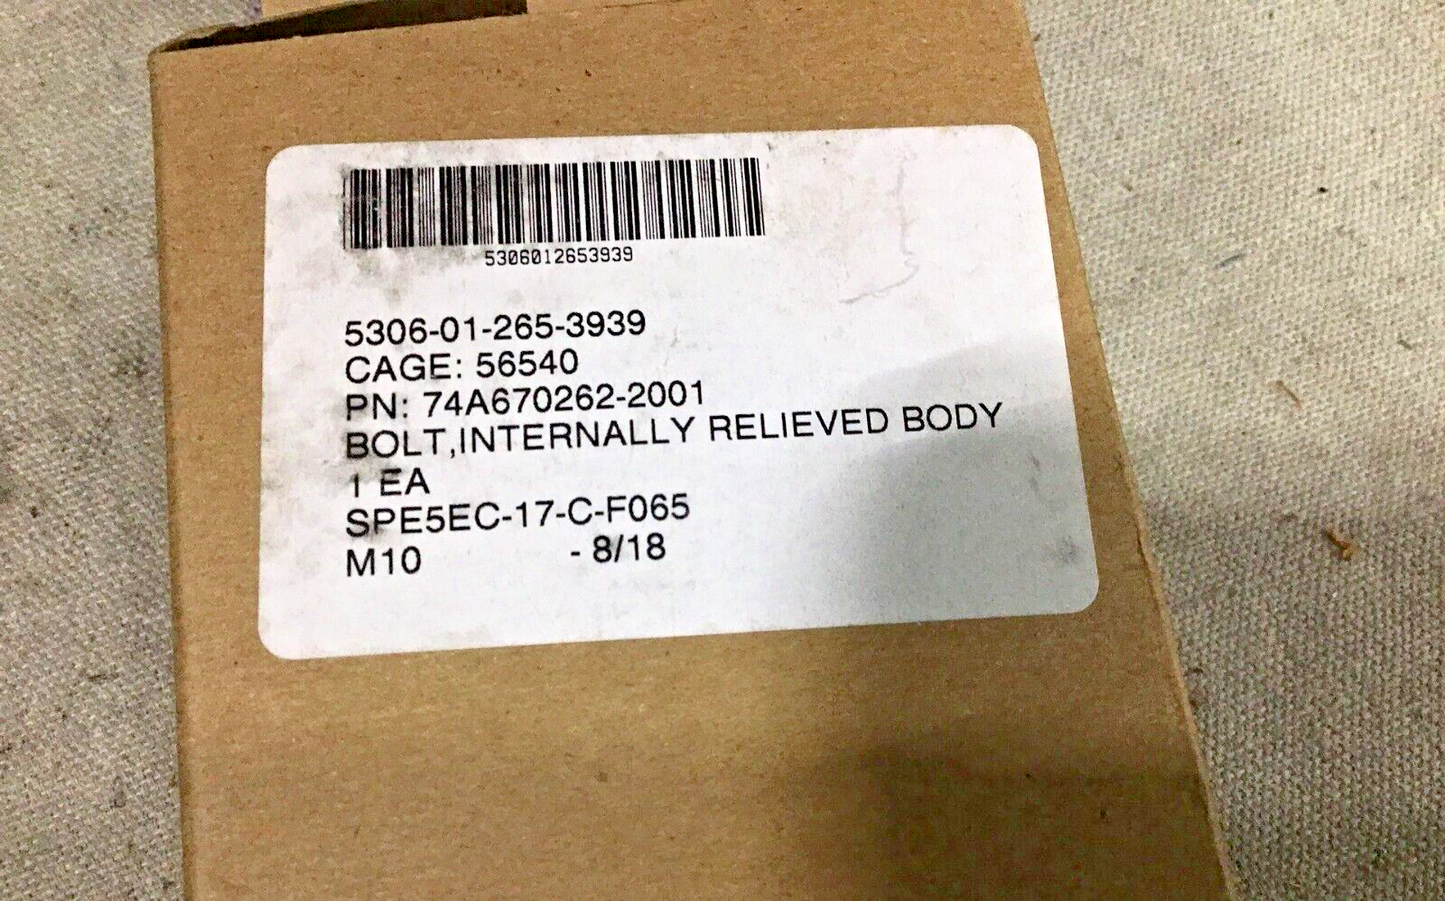 5306012653939
5306-01-265-3939
CAGE: 56540
PN: 74A670262-2001
BOLT,INTERNALLY RELIEVED BODY
1 EA
SPE5EC-17-C-F065
M10 - 8/18